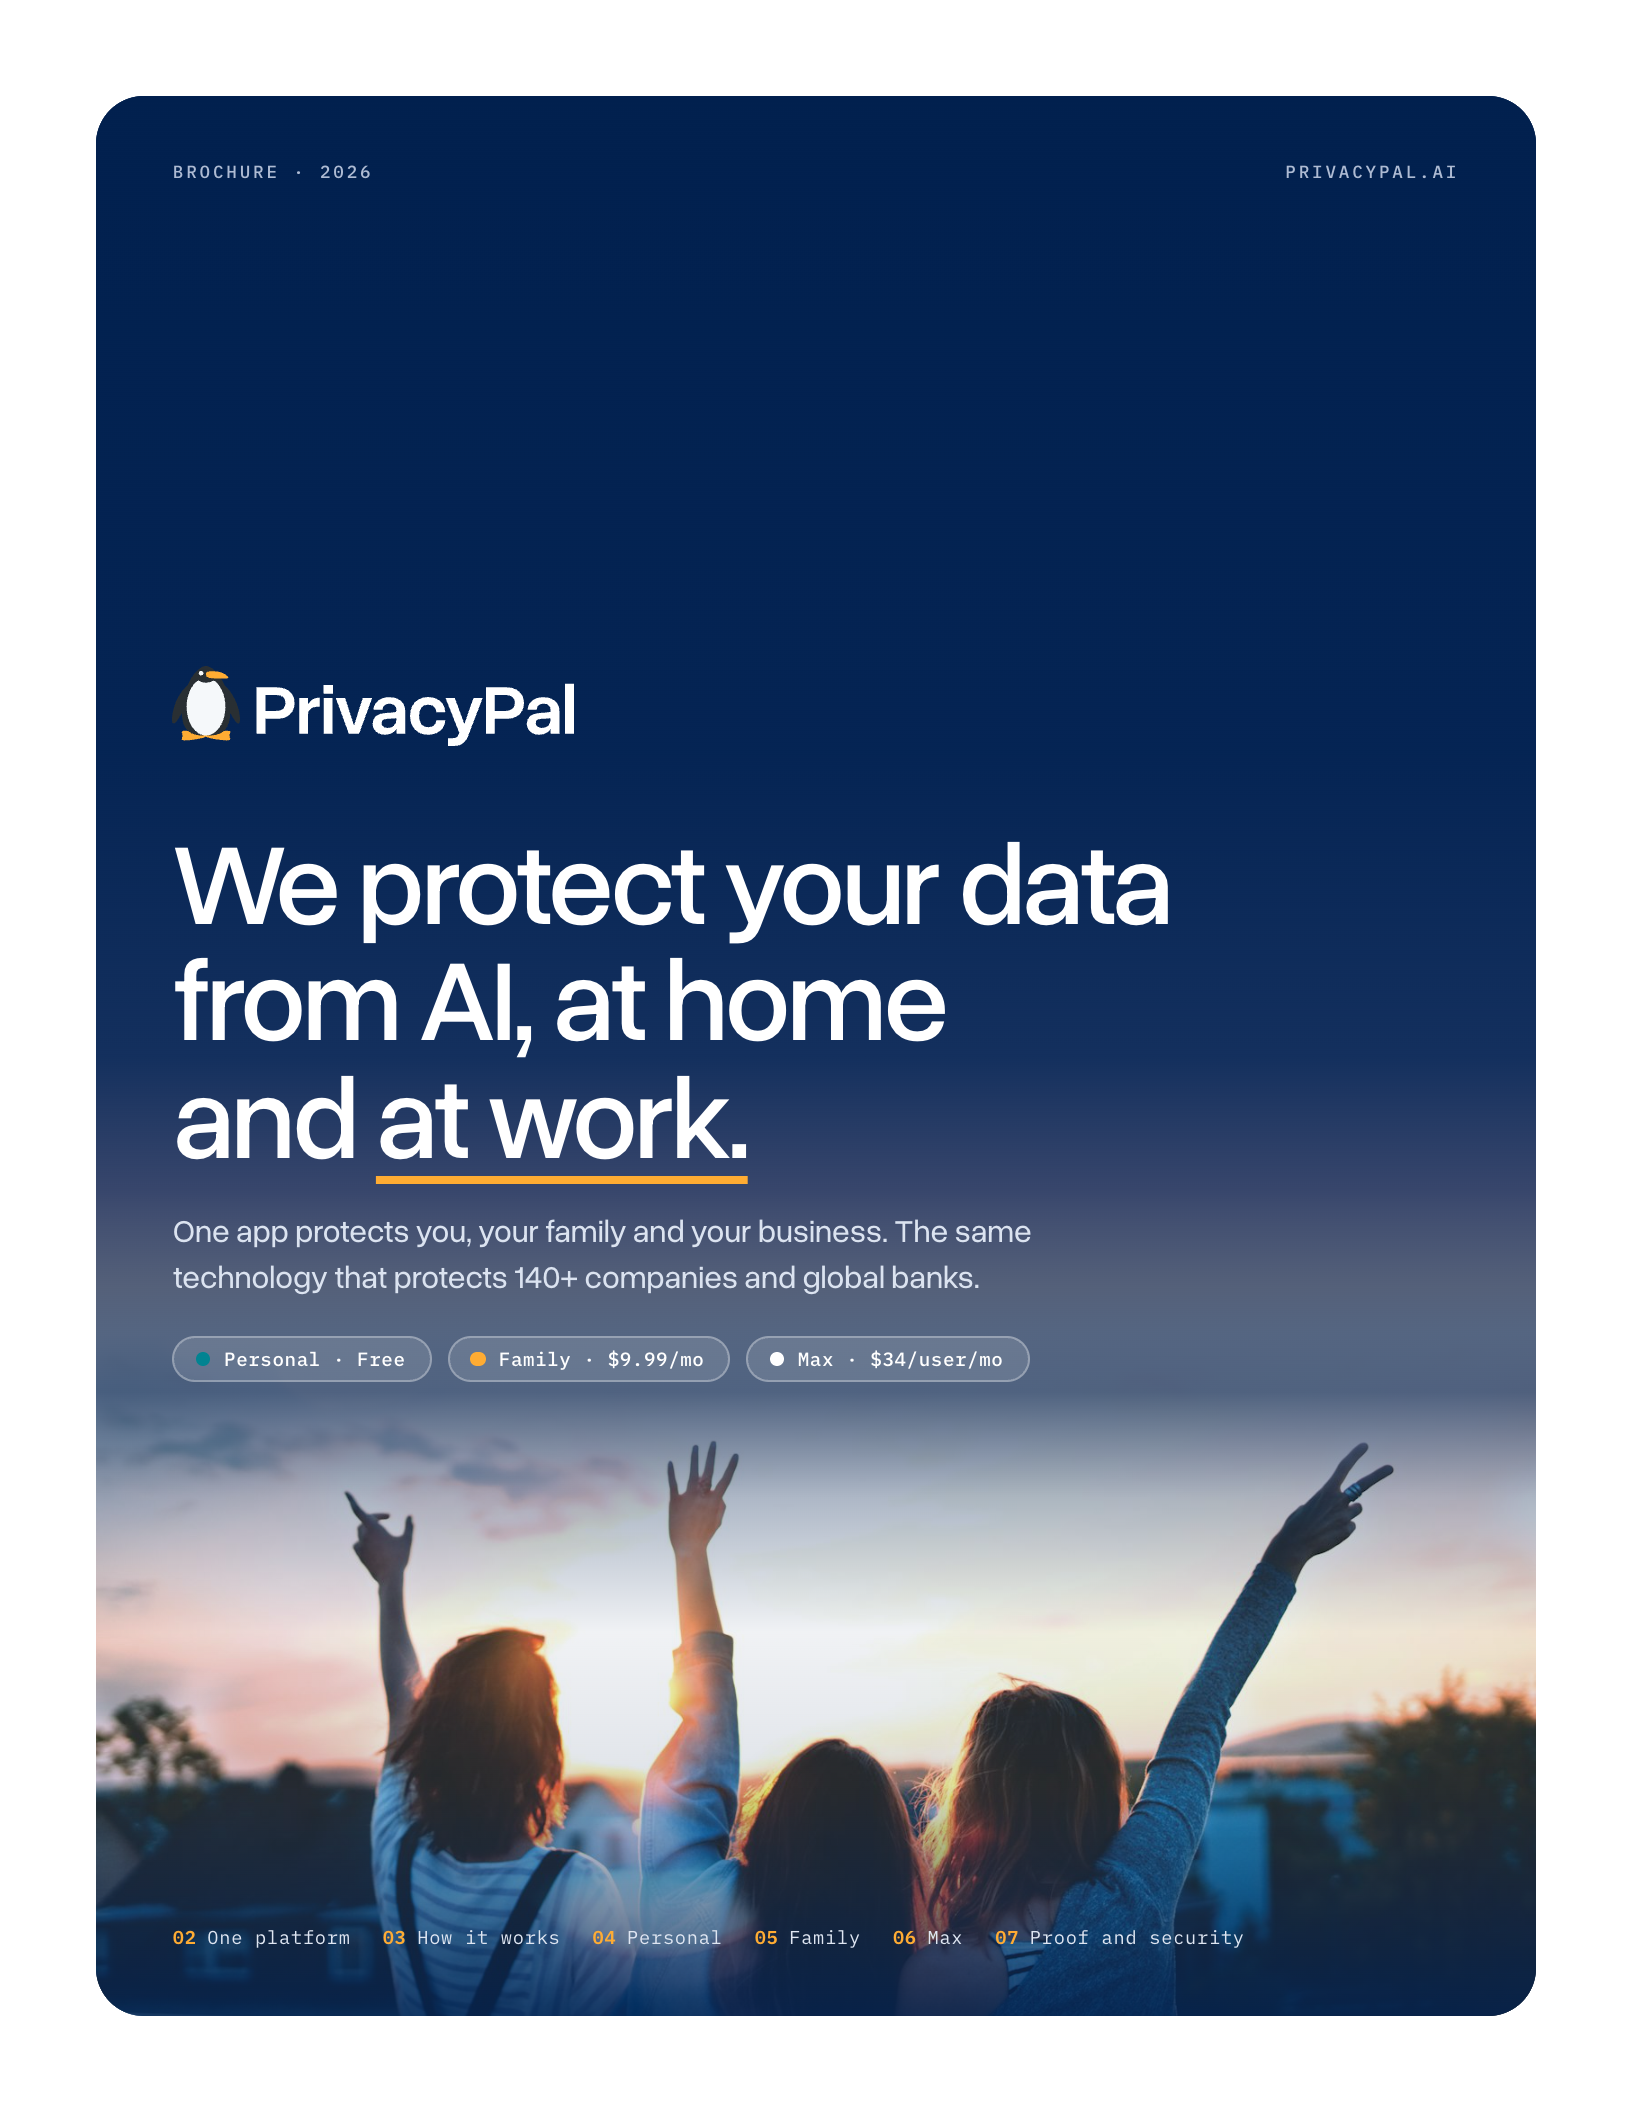 BROCHURE · 2026
PRIVACYPAL.AI
PrivacyPal
We protect your data
from AI, at home
and at work.
One app protects you, your family and your business. The same
technology that protects 140+ companies and global banks.
Personal · Free
Family · $9.99/mo
Max · $34/user/mo
02 One platform 03 How it works 04 Personal 05 Family 06 Max 07 Proof and security